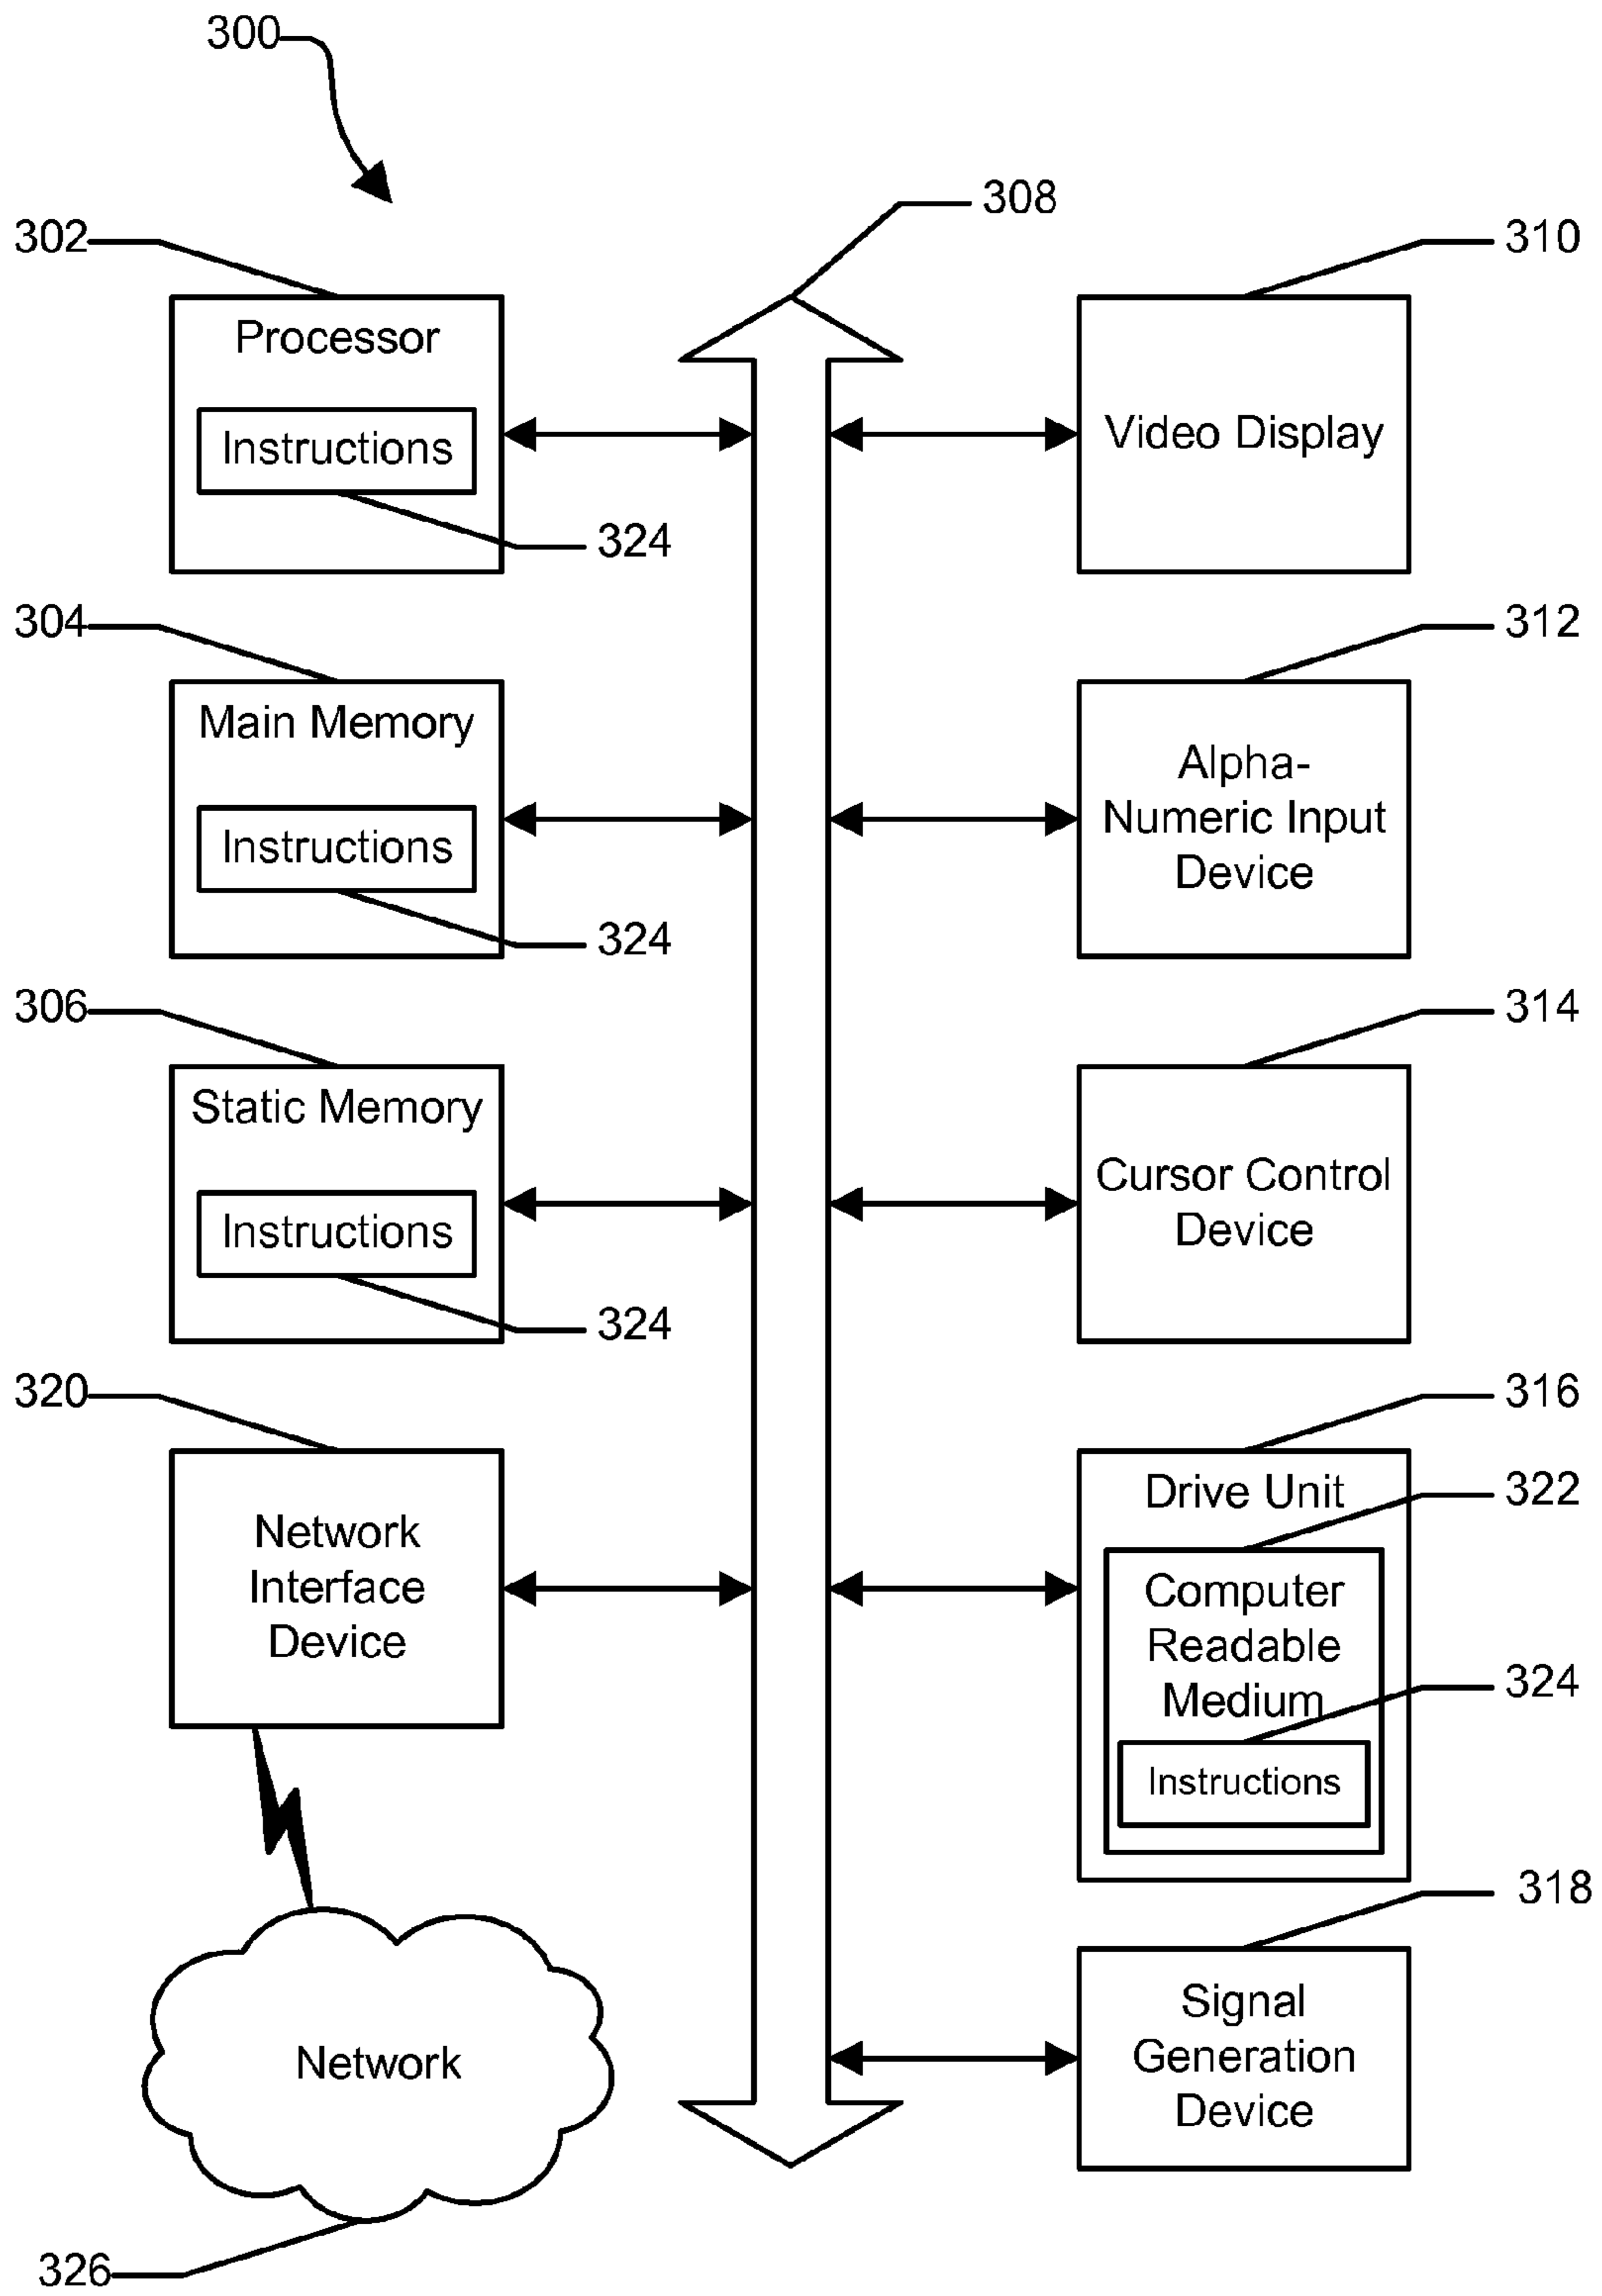 300
308
302
310
Processor
Instructions
324
Video Display
304
312
Main Memory
Instructions
324
Alpha-
Numeric Input
Device
306
314
Static Memory
Instructions
324
Cursor Control
Device
320
316
Network
Interface
Device
Drive Unit
322
Computer
Readable
Medium
324
Instructions
318
Signal
Generation
Device
Network
326